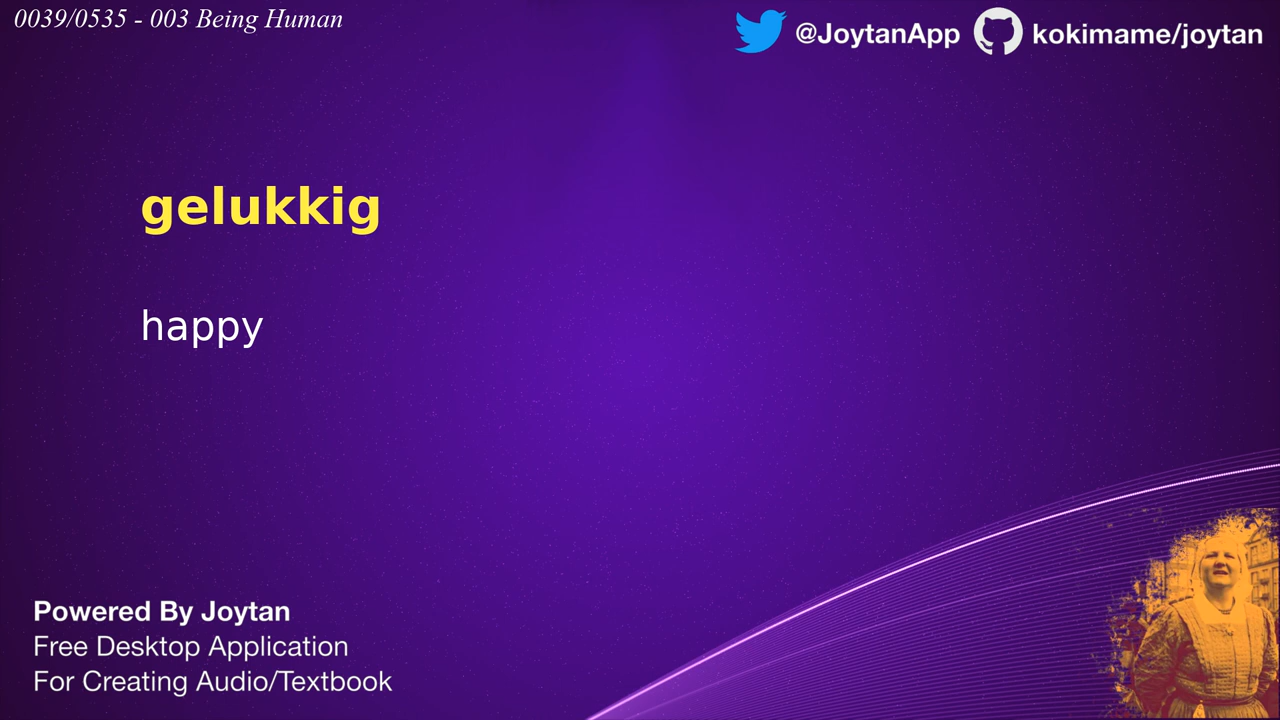 0039/0535 - 003 Being Human
@JoytanApp kokimame/joytan
gelukkig
happy
Powered By Joytan
Free Desktop Application
For Creating Audio/Textbook